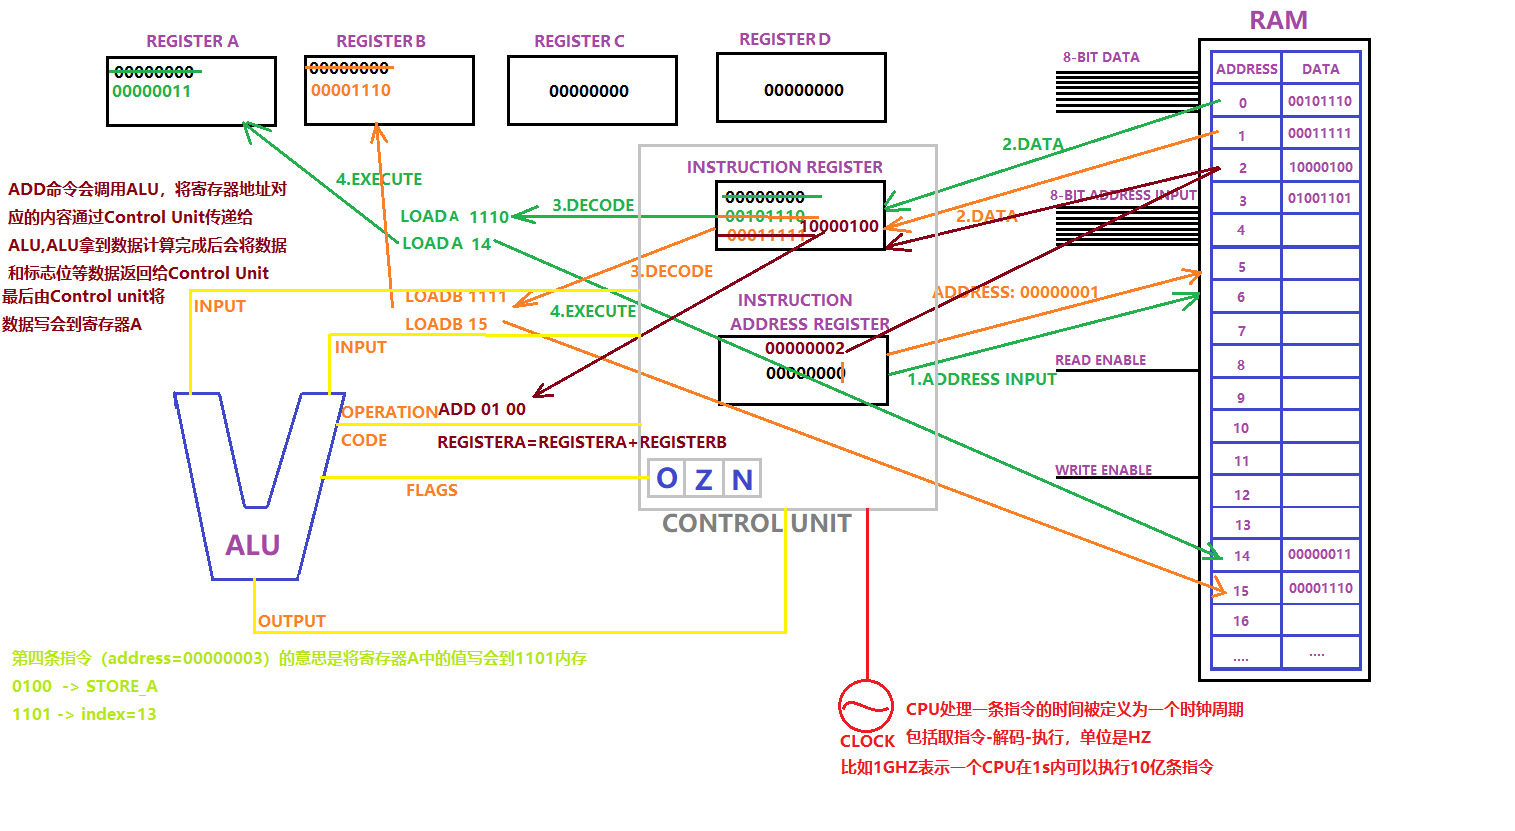 RAM
REGISTER A
REGISTER B
REGISTER C
REGISTER D
00000000
00000011
00000000
00001110
00000000
00000000
8-BIT DATA
ADDRESS DATA
0 00101110
1 00011111
2 10000100
3 01001101
4
5
6
7
8
9
10
11
12
13
14 00000011
15 00001110
16
.... ....
2.DATA
8-BIT ADDRESS INPUT
2.DATA
INSTRUCTION REGISTER
00000000
00101110
10000100
00011111
4.EXECUTE
3.DECODE
LOAD A 1110
LOAD A 14
ADD命令会调用ALU，将寄存器地址对
应的内容通过Control Unit传递给
ALU,ALU拿到数据计算完成后会将数据
和标志位等数据返回给Control Unit
最后由Control unit将
数据写会到寄存器A
3.DECODE
LOADB 1111
LOADB 15
4.EXECUTE
INSTRUCTION
ADDRESS REGISTER
00000002
00000000
ADDRESS: 00000001
1.ADDRESS INPUT
READ ENABLE
WRITE ENABLE
INPUT
INPUT
OPERATION
CODE
ADD 01 00
REGISTERA=REGISTERA+REGISTERB
FLAGS
O Z N
CONTROL UNIT
ALU
OUTPUT
第四条指令（address=00000003）的意思是将寄存器A中的值写会到1101内存
0100 -> STORE_A
1101 -> index=13
CLOCK
CPU处理一条指令的时间被定义为一个时钟周期
包括取指令-解码-执行，单位是HZ
比如1GHZ表示一个CPU在1s内可以执行10亿条指令